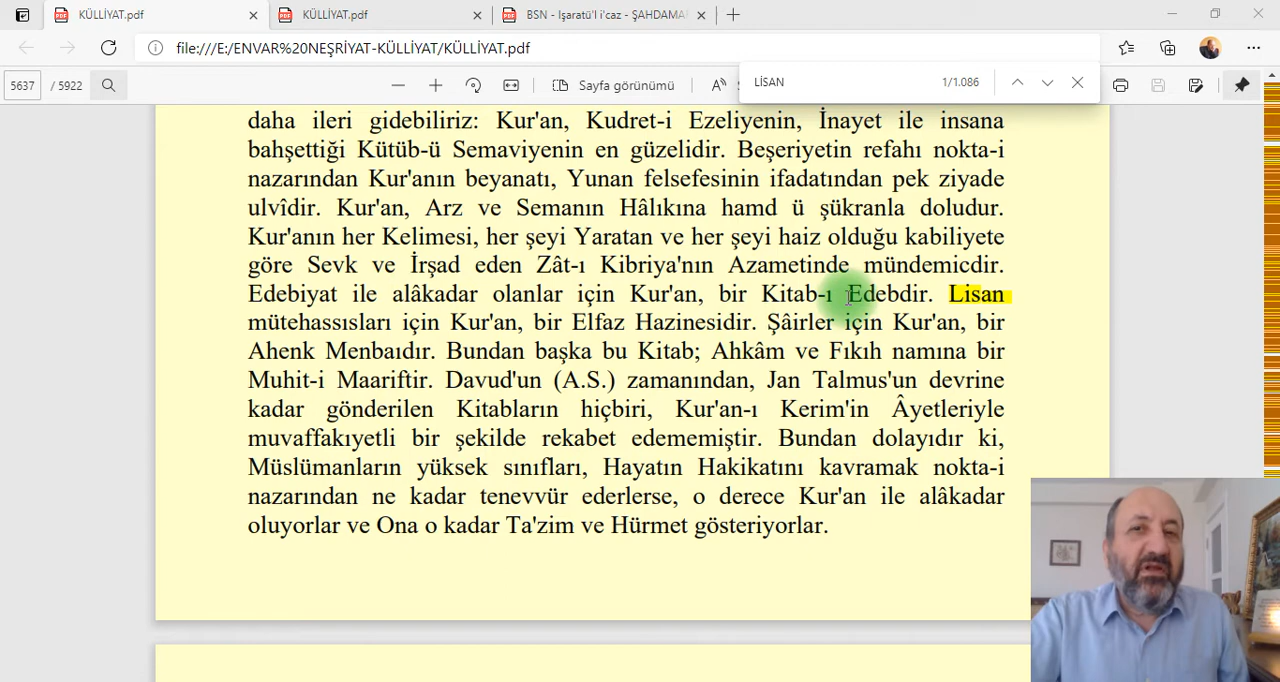 KÜLLİYAT.pdf
KÜLLİYAT.pdf
BSN - Işaratü'l i'caz - ŞAHDAMA
file:///E:/ENVAR%20NEŞRİYAT-KÜLLİYAT/KÜLLİYAT.pdf
5637 / 5922
Sayfa görünümü
LİSAN 1/1.086
daha ileri gidebiliriz: Kur'an, Kudret-i Ezeliyenin, İnayet ile insana
bahşettiği Kütüb-ü Semaviyenin en güzelidir. Beşeriyetin refahı nokta-i
nazarından Kur'anın beyanatı, Yunan felsefesinin ifadatından pek ziyade
ulvîdir. Kur'an, Arz ve Semanın Hâlıkına hamd ü şükranla doludur.
Kur'anın her Kelimesi, her şeyi Yaratan ve her şeyi haiz olduğu kabiliyete
göre Sevk ve İrşad eden Zât-ı Kibriya'nın Azametinde mündemicdir.
Edebiyat ile alâkadar olanlar için Kur'an, bir Kitab-ı Edebdir. Lisan
mütehassısları için Kur'an, bir Elfaz Hazinesidir. Şâirler için Kur'an, bir
Ahenk Menbaıdır. Bundan başka bu Kitab; Ahkâm ve Fıkıh namına bir
Muhit-i Maariftir. Davud'un (A.S.) zamanından, Jan Talmus'un devrine
kadar gönderilen Kitabların hiçbiri, Kur'an-ı Kerim'in Âyetleriyle
muvaffakıyetli bir şekilde rekabet edememiştir. Bundan dolayıdır ki,
Müslümanların yüksek sınıfları, Hayatın Hakikatını kavramak nokta-i
nazarından ne kadar tenevvür ederlerse, o derece Kur'an ile alâkadar
oluyorlar ve Ona o kadar Ta'zim ve Hürmet gösteriyorlar.